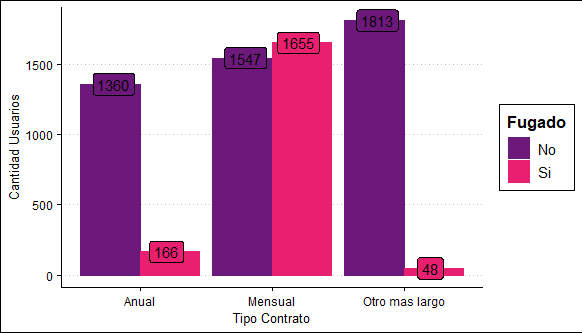 1813
1655
1547
1360
166
48
1500
1000
500
0
Cantidad Usuarios
Anual
Mensual
Otro mas largo
Tipo Contrato
Fugado
No
Si